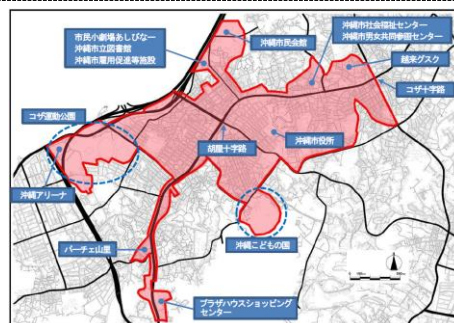 市民小劇場あしびなー
沖縄市立図書館
沖縄市雇用促進等施設
沖縄市民会館
沖縄市社会福祉センター
沖縄市男女共同参画センター
越来グスク
コザ十字路
コザ運動公園
胡屋十字路
沖縄市役所
沖縄アリーナ
沖縄こどもの国
パーチェ山里
プラザハウスショッピング
センター